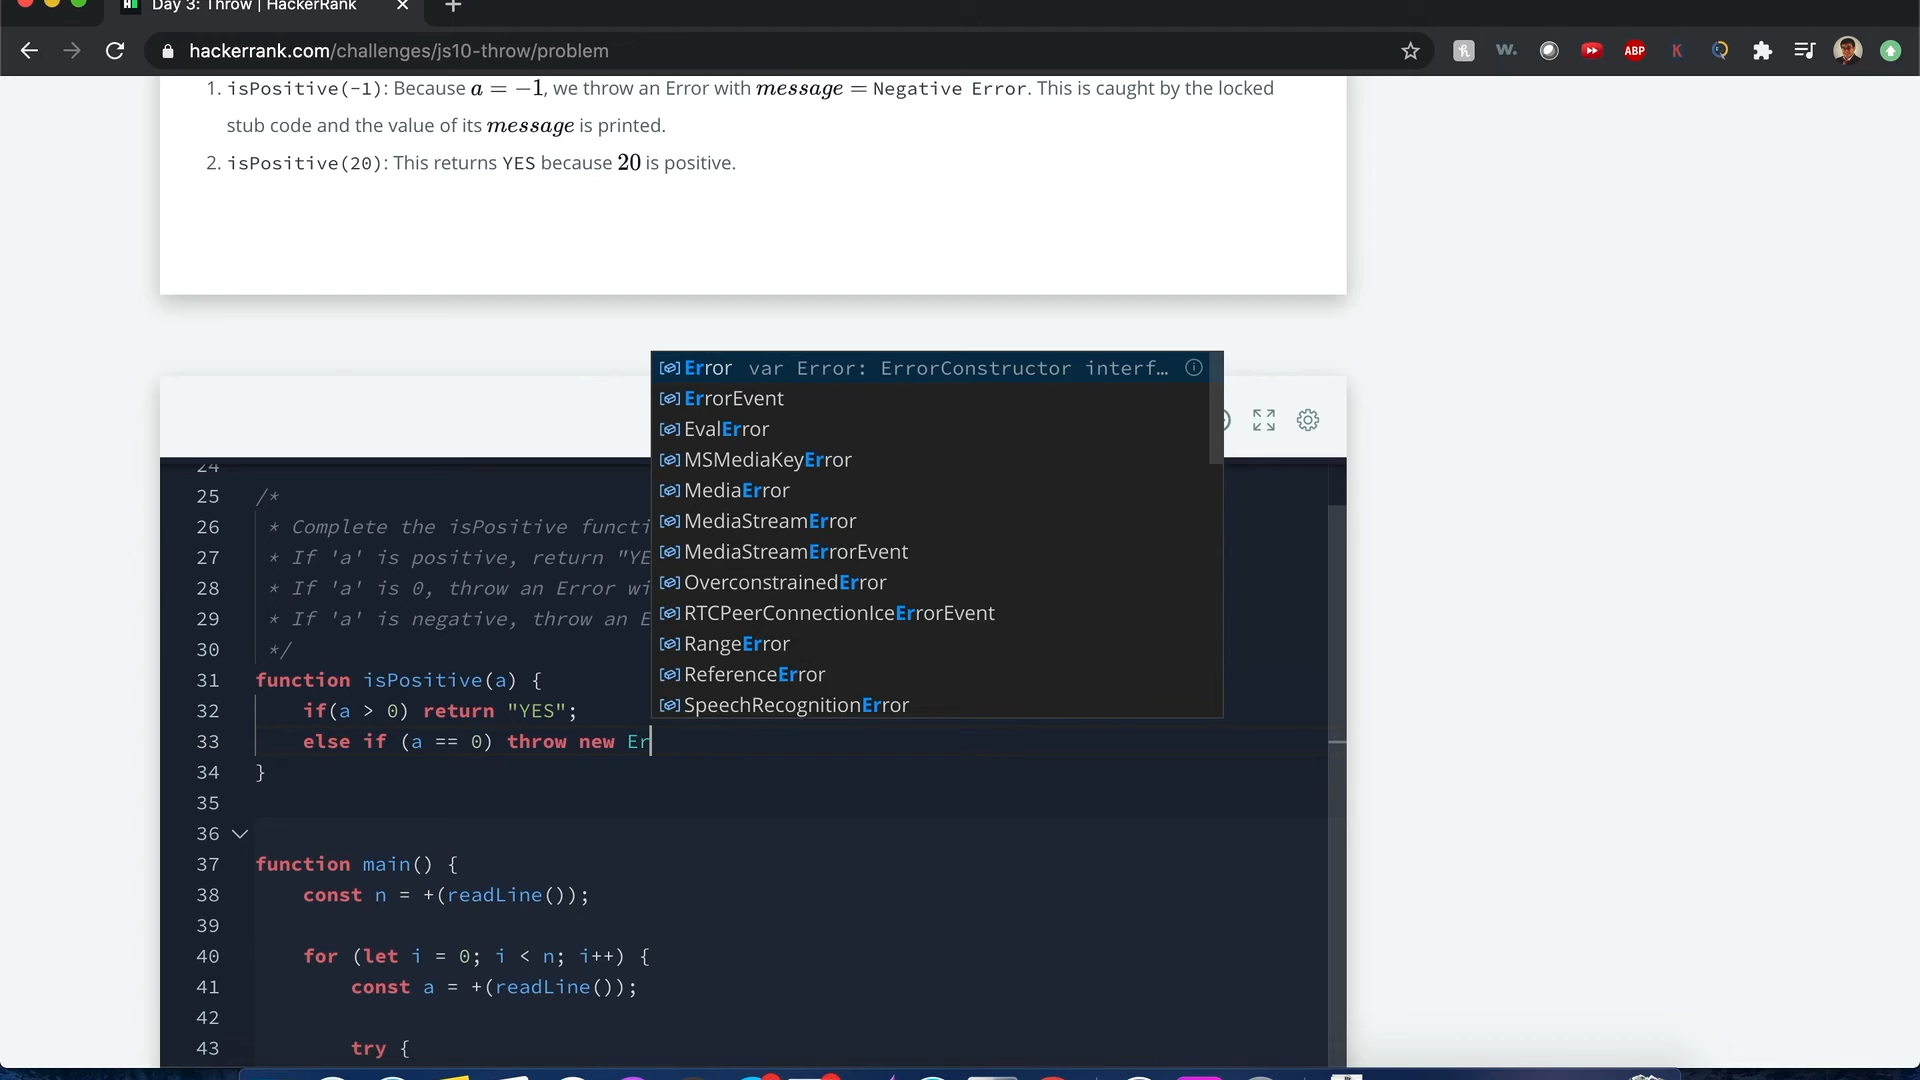 Day 3: Throw | HackerRank
hackerrank.com/challenges/js10-throw/problem
w.
ABP
K
1. isPositive(-1): Because a = −1, we throw an Error with message = Negative Error. This is caught by the locked
stub code and the value of its message is printed.
2. isPositive(20): This returns YES because 20 is positive.
Error var Error: ErrorConstructor interf…
ErrorEvent
EvalError
MSMediaKeyError
MediaError
MediaStreamError
MediaStreamErrorEvent
OverconstrainedError
RTCPeerConnectionIceErrorEvent
RangeError
ReferenceError
SpeechRecognitionError
24
25 /*
26 * Complete the isPositive functi
27 * If 'a' is positive, return "YE
28 * If 'a' is 0, throw an Error wi
29 * If 'a' is negative, throw an E
30 */
31 function isPositive(a) {
32 if(a > 0) return "YES";
33 else if (a == 0) throw new Er
34 }
35
36
37 function main() {
38 const n = +(readLine());
39
40 for (let i = 0; i < n; i++) {
41 const a = +(readLine());
42
43 try {